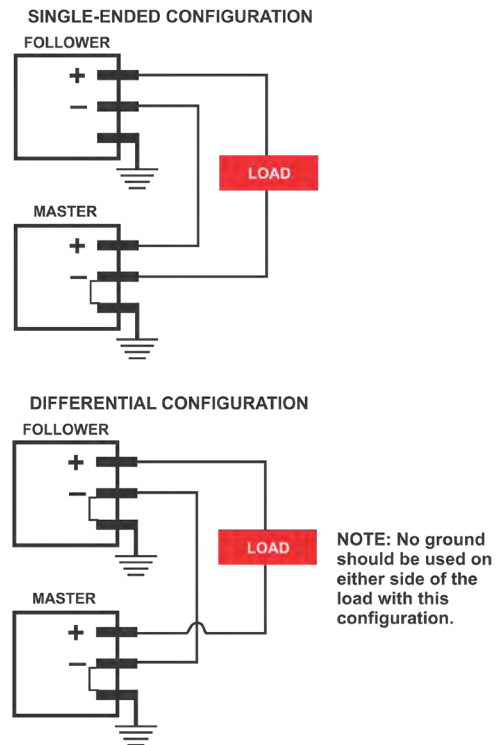 SINGLE-ENDED CONFIGURATION
FOLLOWER
+
−
LOAD
MASTER
+
−
DIFFERENTIAL CONFIGURATION
FOLLOWER
+
−
LOAD
NOTE: No ground
should be used on
either side of the
load with this
configuration.
MASTER
+
−